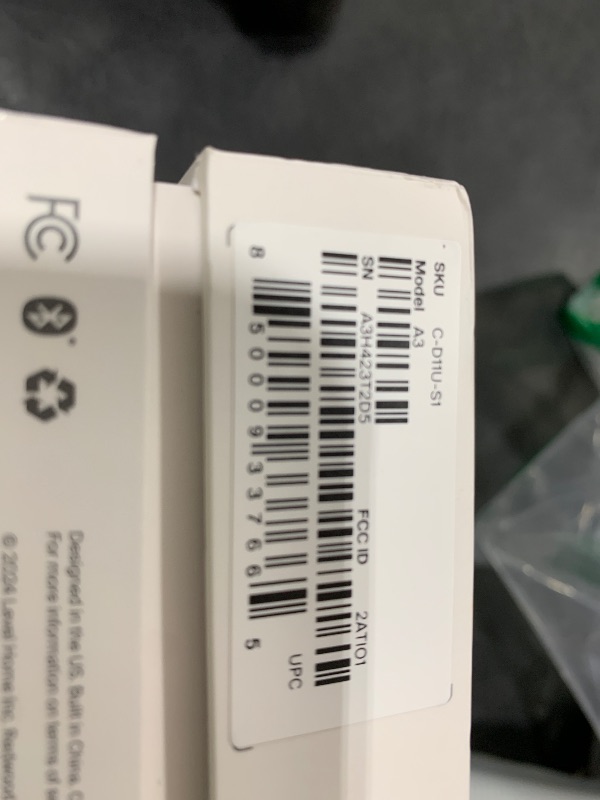 SKU C-D11U-S1
Model A3
SN A3H423T2D5 FCC ID 2ATIO1
8 50009 33766 5
UPC
FC
Designed in the US. Built in China.
For more information on terms of
© 2024 Level Home Inc. Redwood